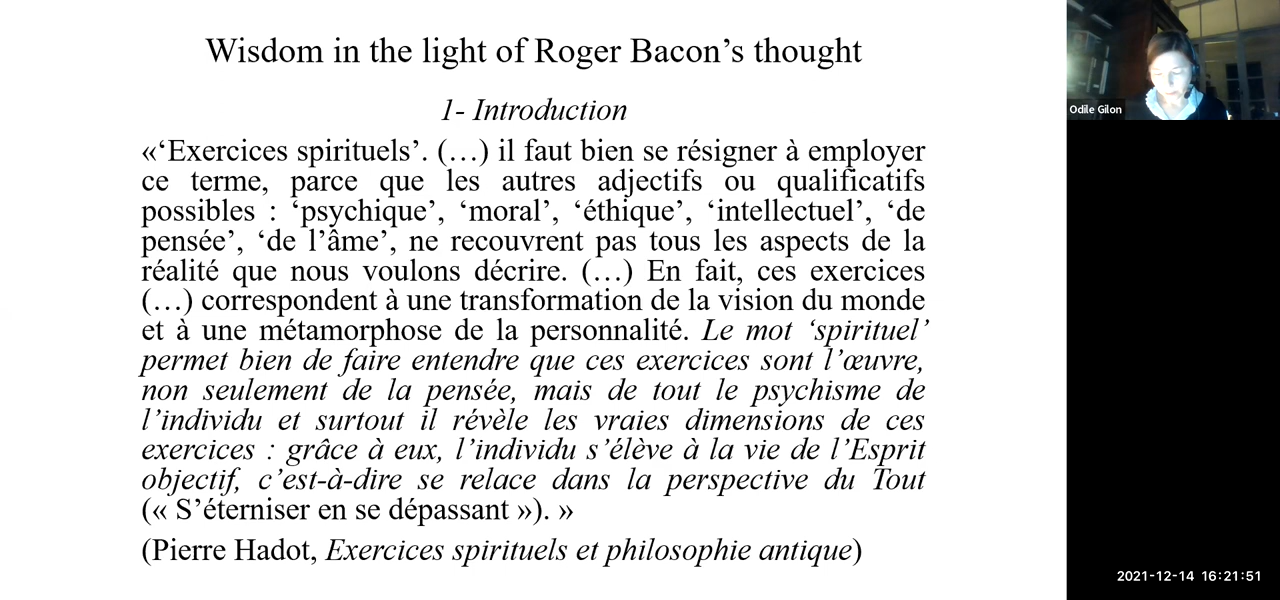 Wisdom in the light of Roger Bacon’s thought
1- Introduction
«‘Exercices spirituels’. (…) il faut bien se résigner à employer
ce terme, parce que les autres adjectifs ou qualificatifs
possibles : ‘psychique’, ‘moral’, ‘éthique’, ‘intellectuel’, ‘de
pensée’, ‘de l’âme’, ne recouvrent pas tous les aspects de la
réalité que nous voulons décrire. (…) En fait, ces exercices
(…) correspondent à une transformation de la vision du monde
et à une métamorphose de la personnalité. Le mot ‘spirituel’
permet bien de faire entendre que ces exercices sont l’œuvre,
non seulement de la pensée, mais de tout le psychisme de
l’individu et surtout il révèle les vraies dimensions de ces
exercices : grâce à eux, l’individu s’élève à la vie de l’Esprit
objectif, c’est-à-dire se relace dans la perspective du Tout
(« S’éterniser en se dépassant »). »
(Pierre Hadot, Exercices spirituels et philosophie antique)
Odile Gilon
2021-12-14 16:21:51